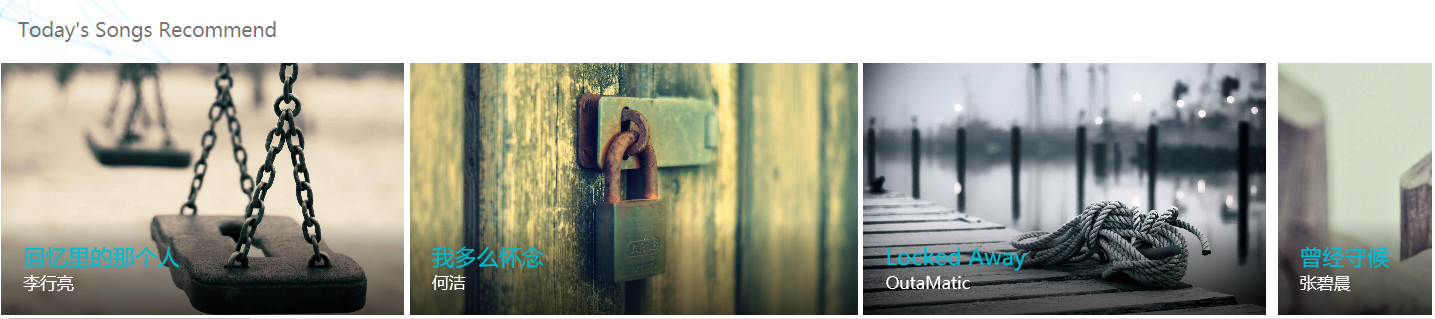 Today's Songs Recommend
回忆里的那个人
李行亮
我多么怀念
何洁
Locked Away
OutaMatic
曾经守候
张碧晨